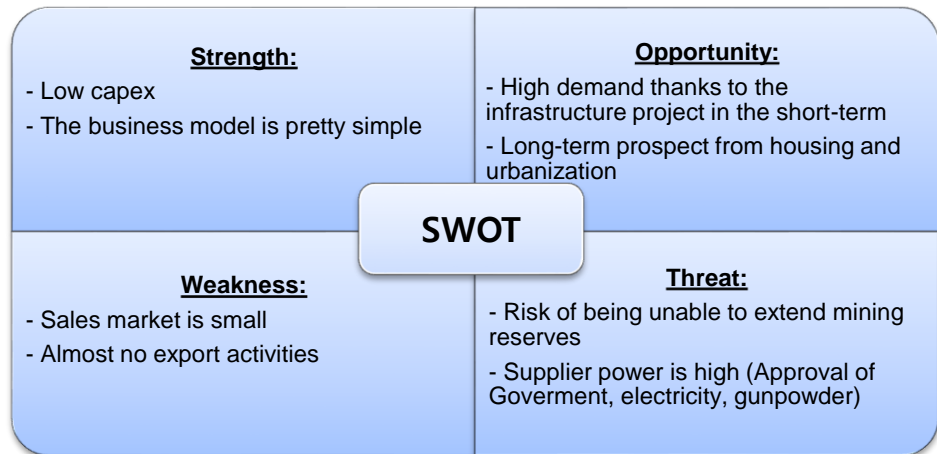 Strength:
- Low capex
- The business model is pretty simple
Opportunity:
- High demand thanks to the
infrastructure project in the short-term
- Long-term prospect from housing and
urbanization
SWOT
Weakness:
- Sales market is small
- Almost no export activities
Threat:
- Risk of being unable to extend mining
reserves
- Supplier power is high (Approval of
Goverment, electricity, gunpowder)